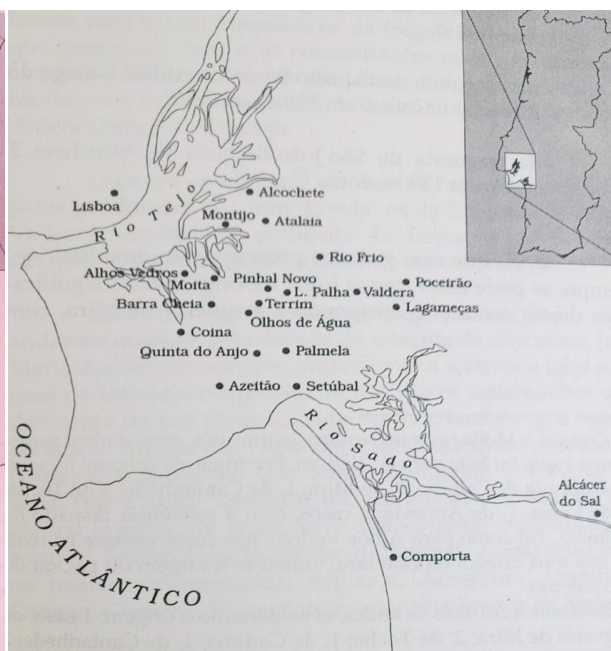 Lisboa
Alcochete
Rio Tejo
Montijo
Atalaia
Rio Frio
Alhos Vedros
Moita
Pinhal Novo
Poceirão
L. Palha
Valdera
Barra Cheia
Terrim
Lagameças
Olhos de Água
Coina
Quinta do Anjo
Palmela
Azeitão
Setúbal
Rio Sado
OCEANO ATLÂNTICO
Alcácer
do Sal
Comporta